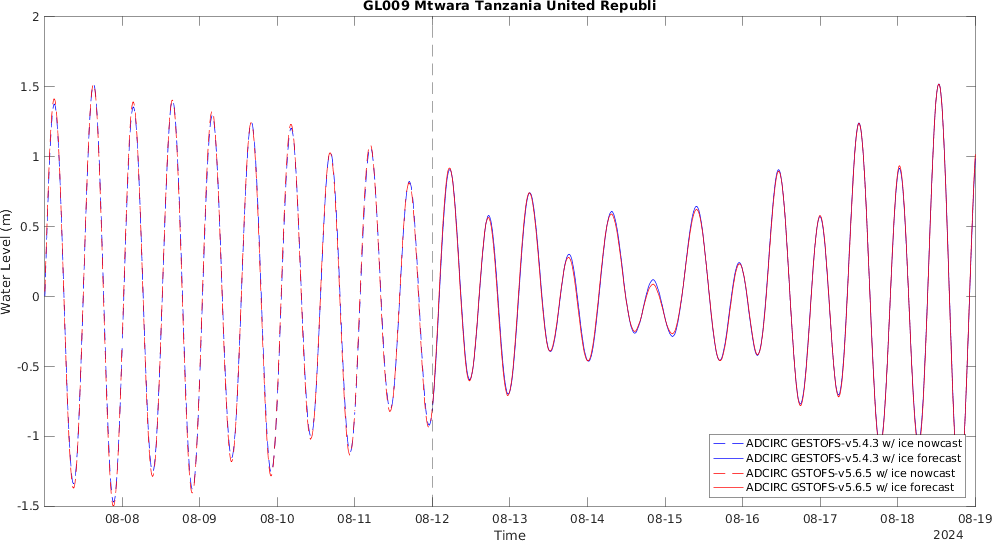 GL009 Mtwara Tanzania United Republi
2
1.5
1
0.5
0
-0.5
-1
-1.5
Water Level (m)
ADCIRC GESTOFS-v5.4.3 w/ ice nowcast
ADCIRC GESTOFS-v5.4.3 w/ ice forecast
ADCIRC GSTOFS-v5.6.5 w/ ice nowcast
ADCIRC GSTOFS-v5.6.5 w/ ice forecast
08-08 08-09 08-10 08-11 08-12 08-13 08-14 08-15 08-16 08-17 08-18 08-19
Time
2024